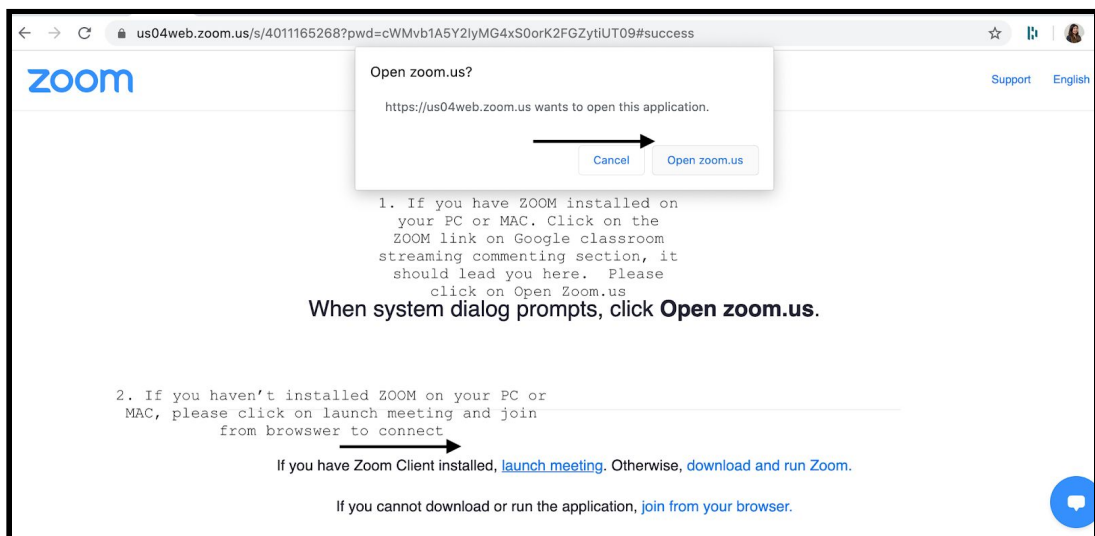 us04web.zoom.us/s/4011165268?pwd=cWMvb1A5Y2lyMG4xS0orK2FGZytiUT09#success
zoom
Support English
Open zoom.us?
https://us04web.zoom.us wants to open this application.
Cancel Open zoom.us
1. If you have ZOOM installed on
your PC or MAC. Click on the
ZOOM link on Google classroom
streaming commenting section, it
should lead you here. Please
click on Open Zoom.us
When system dialog prompts, click Open zoom.us.
2. If you haven't installed ZOOM on your PC or
MAC, please click on launch meeting and join
from browswer to connect
If you have Zoom Client installed, launch meeting. Otherwise, download and run Zoom.
If you cannot download or run the application, join from your browser.